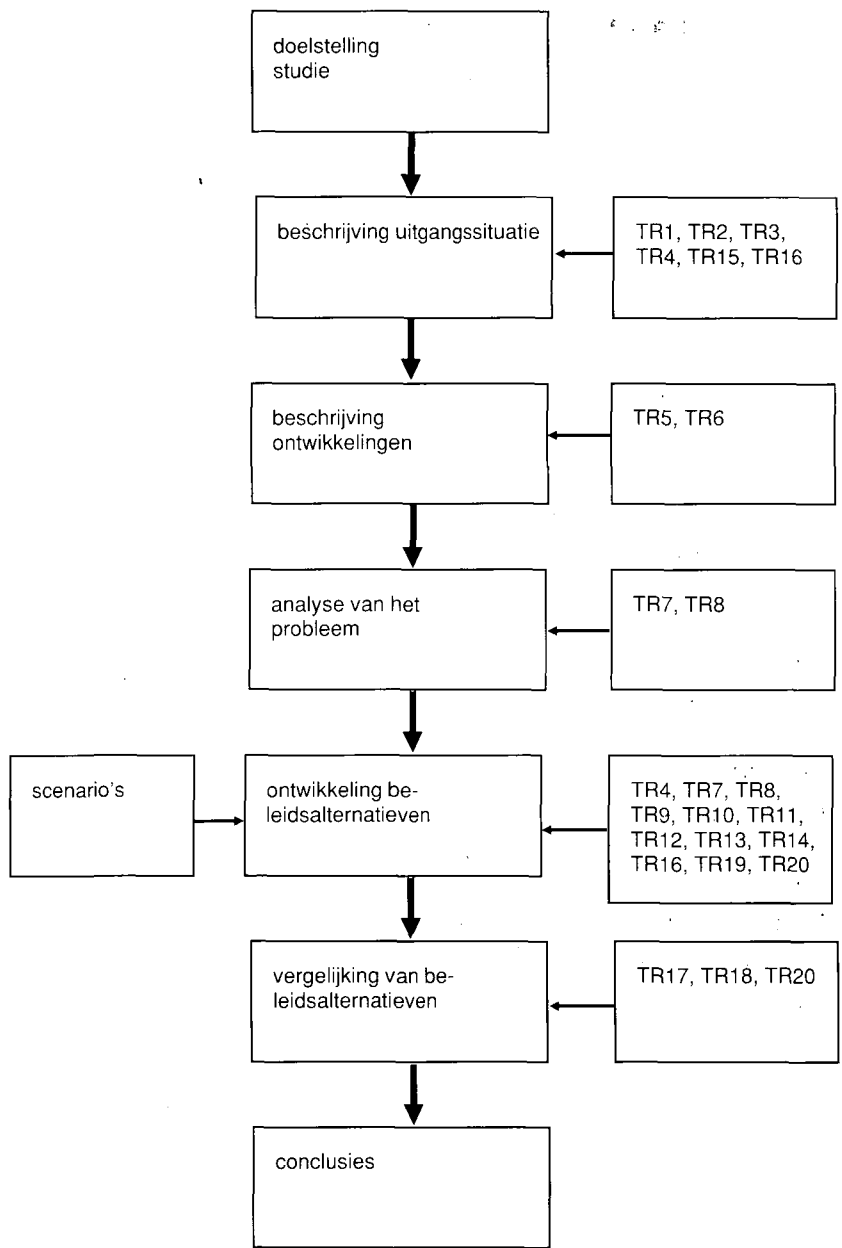 doelstelling
studie
beschrijving uitgangssituatie
TR1, TR2, TR3,
TR4, TR15, TR16
beschrijving
ontwikkelingen
TR5, TR6
analyse van het
probleem
TR7, TR8
scenario's
ontwikkeling be-
leidsalternatieven
TR4, TR7, TR8,
TR9, TR10, TR11,
TR12, TR13, TR14,
TR16, TR19, TR20
vergelijking van be-
leidsalternatieven
TR17, TR18, TR20
conclusies